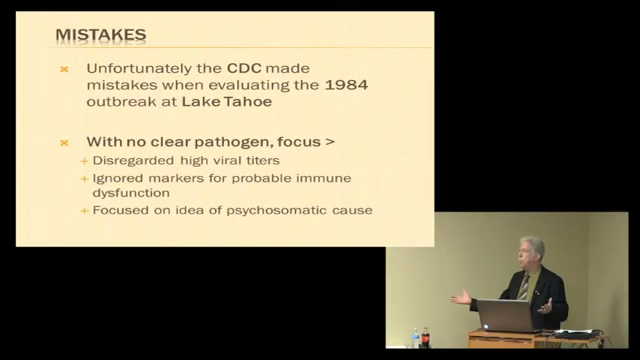 MISTAKES
Unfortunately the CDC made
mistakes when evaluating the 1984
outbreak at Lake Tahoe
With no clear pathogen, focus >
Disregarded high viral titers
Ignored markers for probable immune
dysfunction
Focused on idea of psychosomatic cause